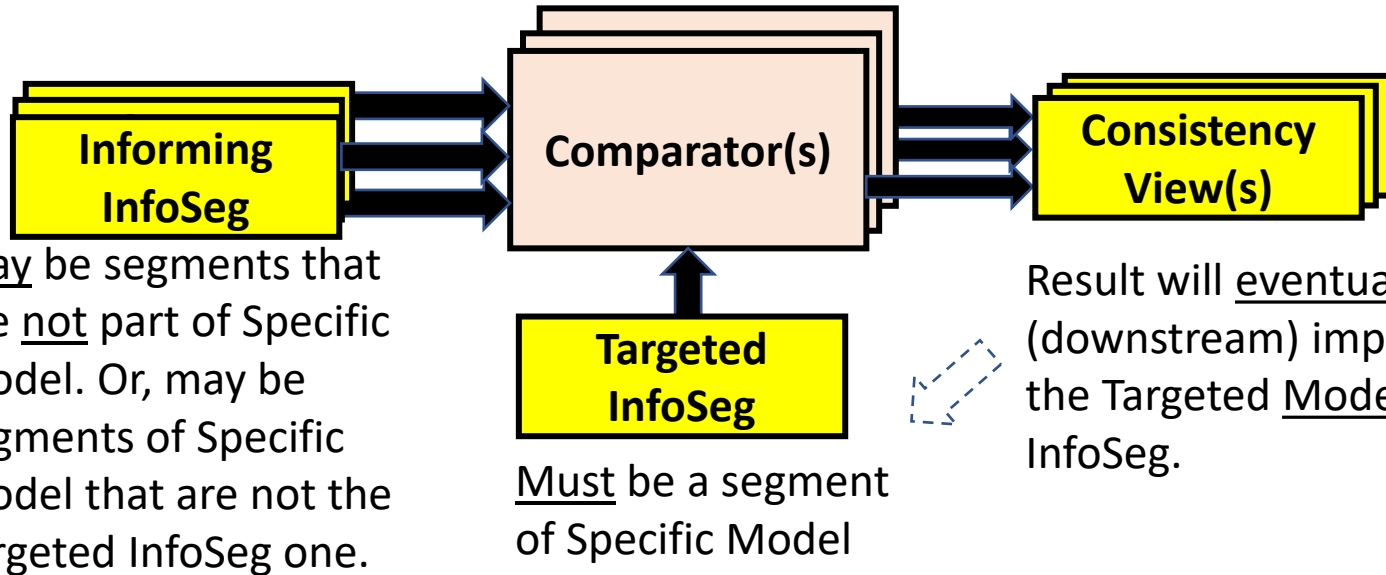 Informing
InfoSeg
Comparator(s)
Consistency
View(s)
Targeted
InfoSeg
be segments that
not part of Specific
Or, may be
of Specific
that are not the
InfoSeg one.
Must be a segment
of Specific Model
Result will
(downstream)
the Targeted
InfoSeg.